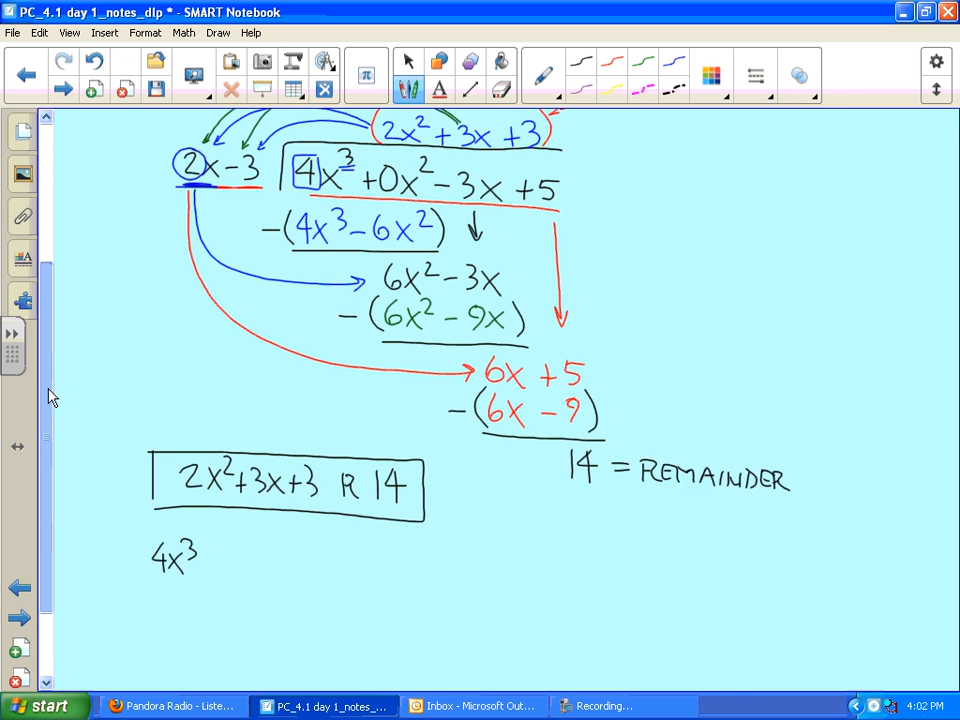 PC_4.1 day 1_notes_dlp * - SMART Notebook
File Edit View Insert Format Math Draw Help
2x² + 3x + 3
2x - 3 4x³ + 0x² - 3x + 5
-(4x³ - 6x²)
6x² - 3x
-(6x² - 9x)
6x + 5
-(6x - 9)
14 = REMAINDER
2x² + 3x + 3 R 14
4x³
start Pandora Radio - Liste... PC_4.1 day 1_notes_... Inbox - Microsoft Out... Recording... 4:02 PM